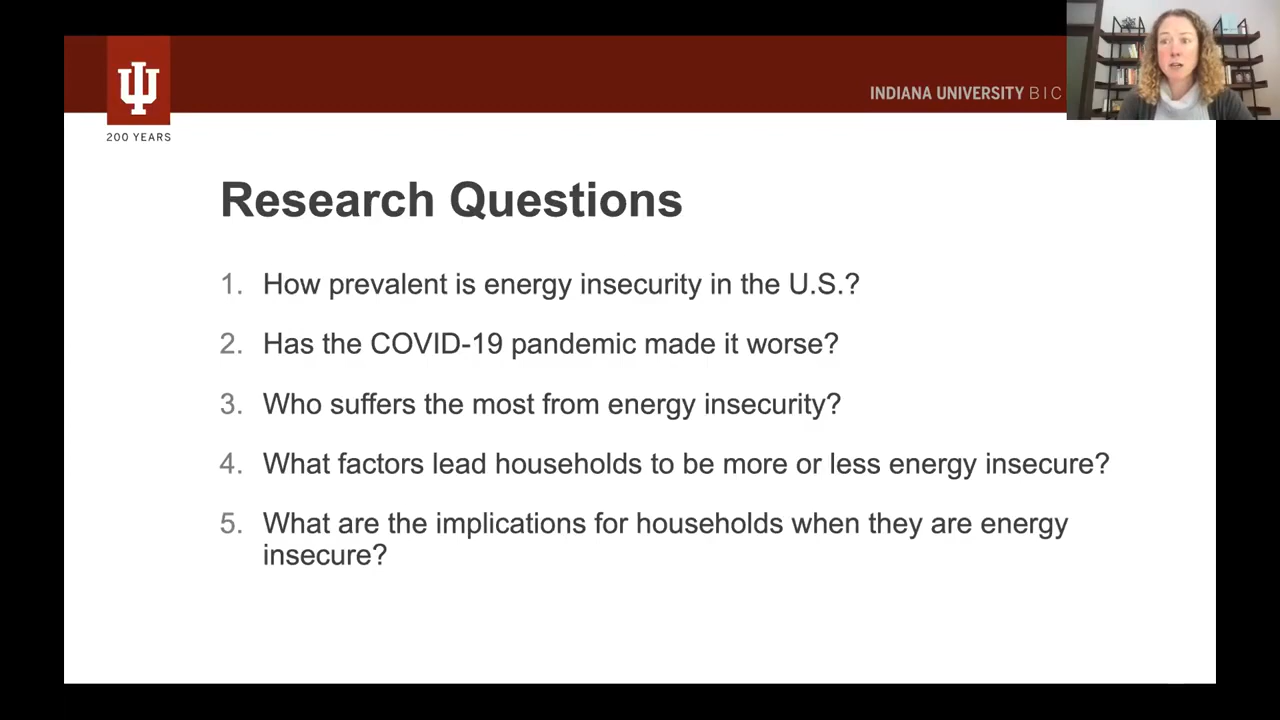 INDIANA UNIVERSITY BIC
200 YEARS
Research Questions
1. How prevalent is energy insecurity in the U.S.?
2. Has the COVID-19 pandemic made it worse?
3. Who suffers the most from energy insecurity?
4. What factors lead households to be more or less energy insecure?
5. What are the implications for households when they are energy
insecure?